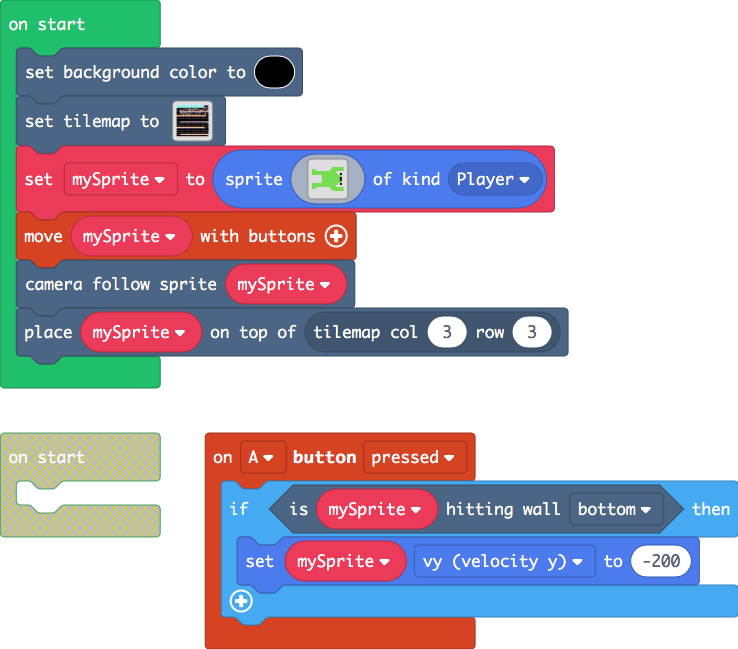 on start
set background color to
set tilemap to
set mySprite to sprite of kind Player
move mySprite with buttons
camera follow sprite mySprite
place mySprite on top of tilemap col 3 row 3
on start
on A button pressed
if is mySprite hitting wall bottom then
set mySprite vy (velocity y) to -200